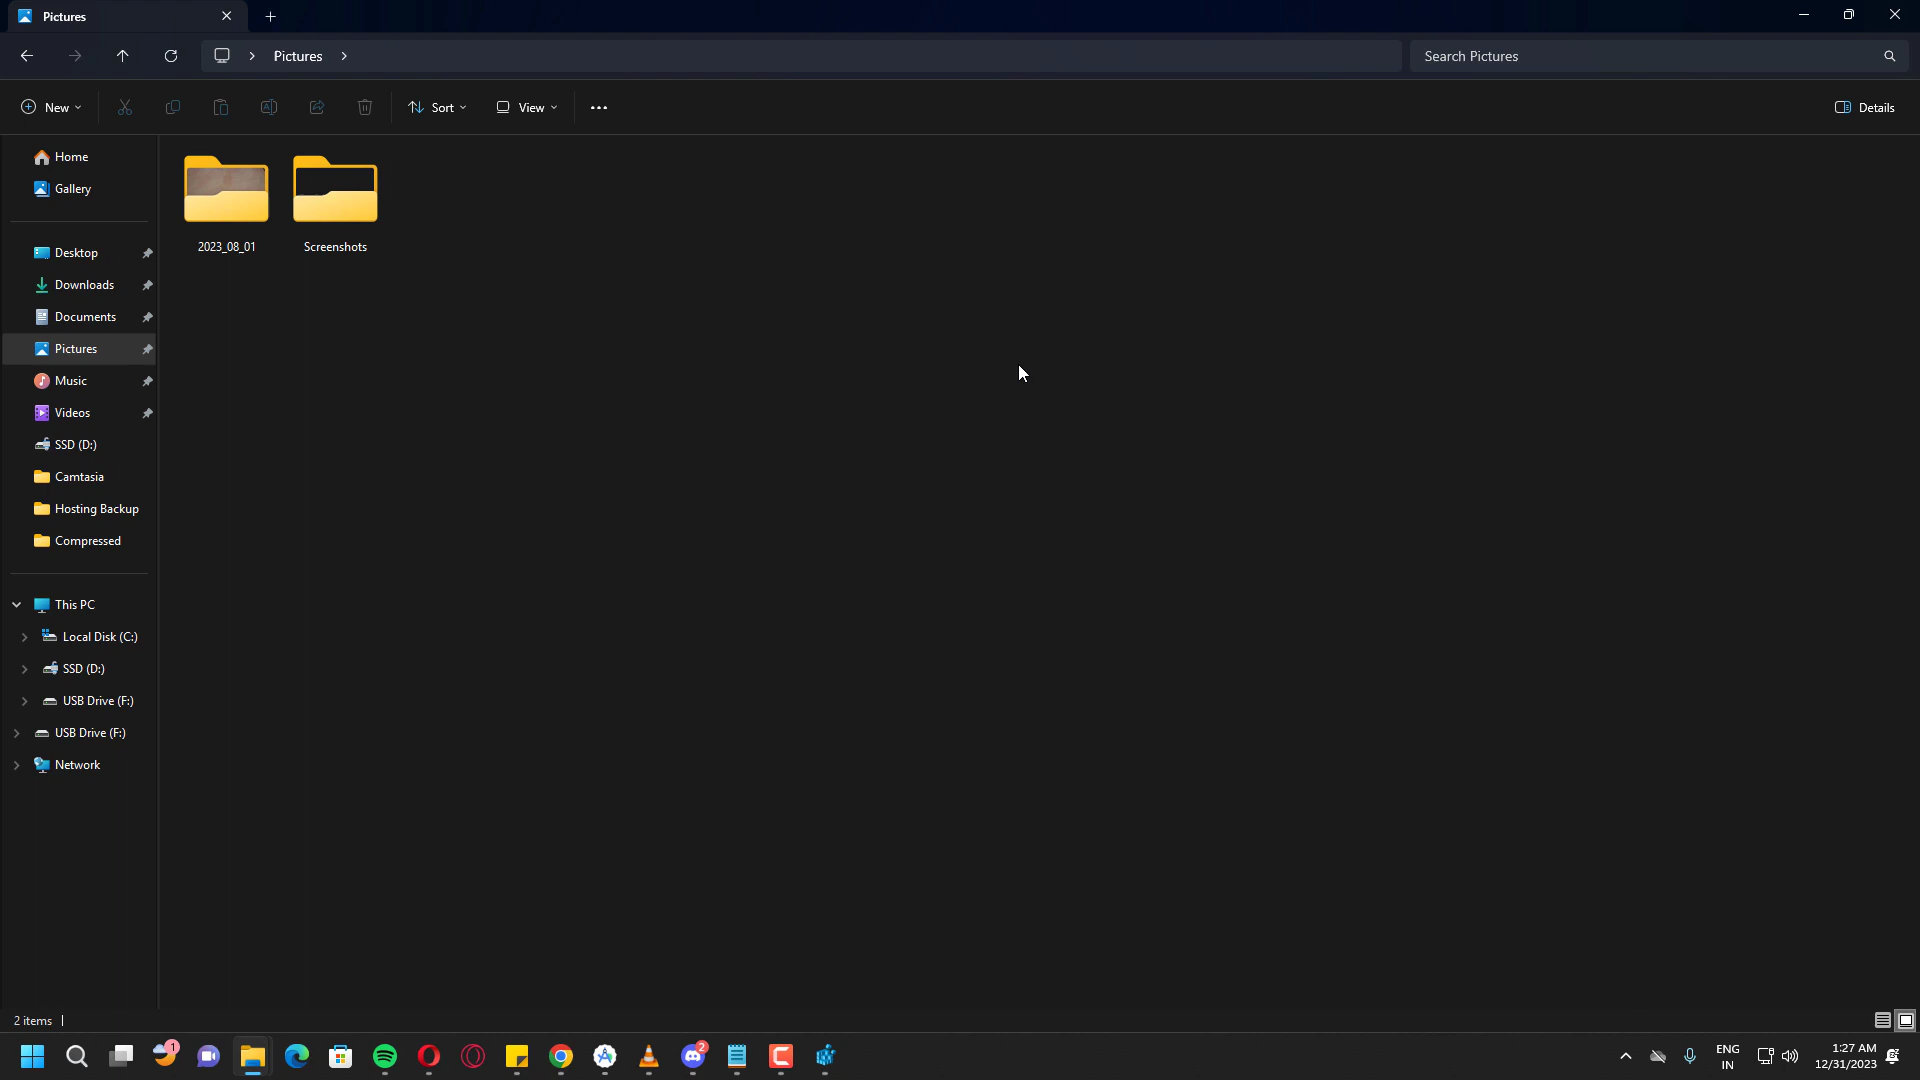 Pictures
Pictures
Search Pictures
New
Sort
View
Details
Home
Gallery
Desktop
Downloads
Documents
Pictures
Music
Videos
SSD (D:)
Camtasia
Hosting Backup
Compressed
This PC
Local Disk (C:)
SSD (D:)
USB Drive (F:)
USB Drive (F:)
Network
2023_08_01
Screenshots
2 items
1
2
ENG
IN
1:27 AM
12/31/2023